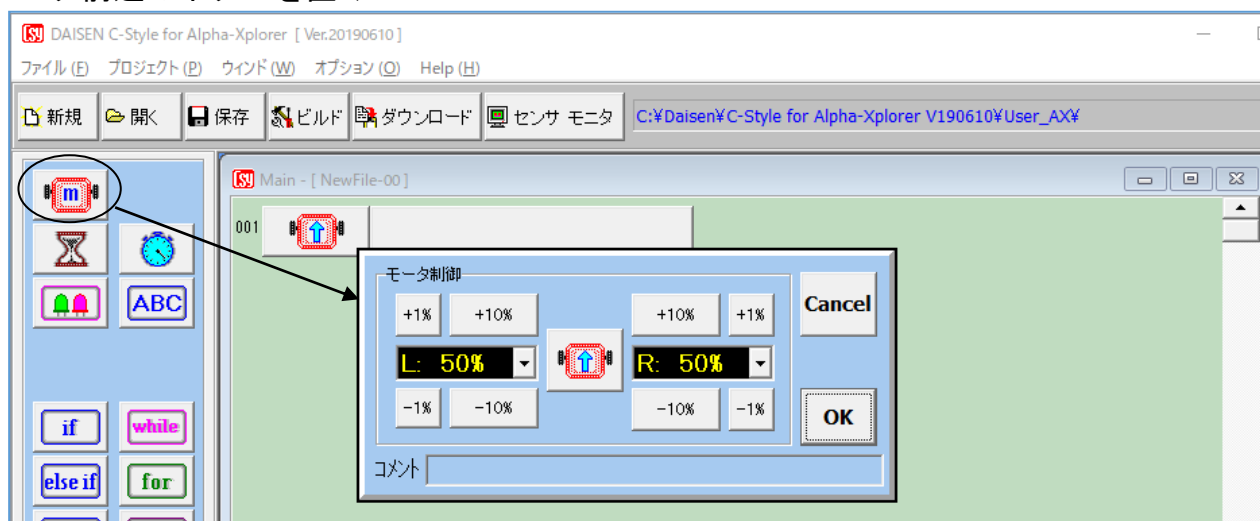 DAISEN C-Style for Alpha-Xplorer [ Ver.20190610 ]
ファイル (F) プロジェクト (P) ウィンド (W) オプション (O) Help (H)
新規 開く 保存 ビルド ダウンロード センサ モニタ C:¥Daisen¥C-Style for Alpha-Xplorer V190610¥User_AX¥
m
Main - [ NewFile-00 ]
001
ABC
モータ制御
+1% +10% +10% +1% Cancel
L: 50% R: 50%
-1% -10% -10% -1% OK
コメント
if while
else if for